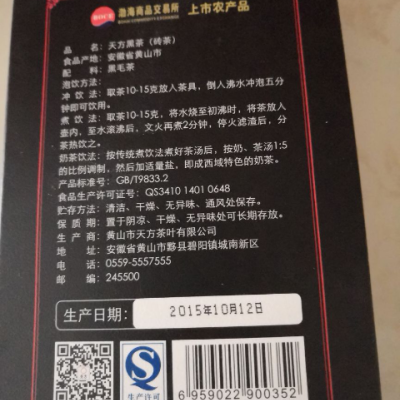 BOCE 渤海商品交易所 上市农产品
品 名：天方黑茶（砖茶）
食品产地：安徽省黄山市
配 料：黑毛茶
泡饮方法：
冲 饮 法：取茶10-15克放入茶具，倒入沸水冲泡五分
钟即可饮用。
煮 饮 法：取茶10-15克，将水烧至初沸时，将茶放入
壶内，至水滚沸后，文火再煮2分钟，停火滤渣后，分
茶热饮之。
奶茶饮法：按传统煮饮法煮好茶汤后，按奶、茶汤1:5
的比例调制，然后加适量盐，即成西域特色的奶茶。
产品标准号：GB/T9833.2
食品生产许可证号：QS3410 1401 0648
贮存方法：清洁、干燥、无异味、通风处保存。
保 质 期：置于阴凉、干燥、无异味处可长期存放。
出 品 商：黄山市天方茶叶有限公司
地 址：安徽省黄山市黟县碧阳镇城南新区
电 话：0559-5557555
邮 编：245500
生产日期： 2015年10月12日
QS
生产许可
6 959022 900352